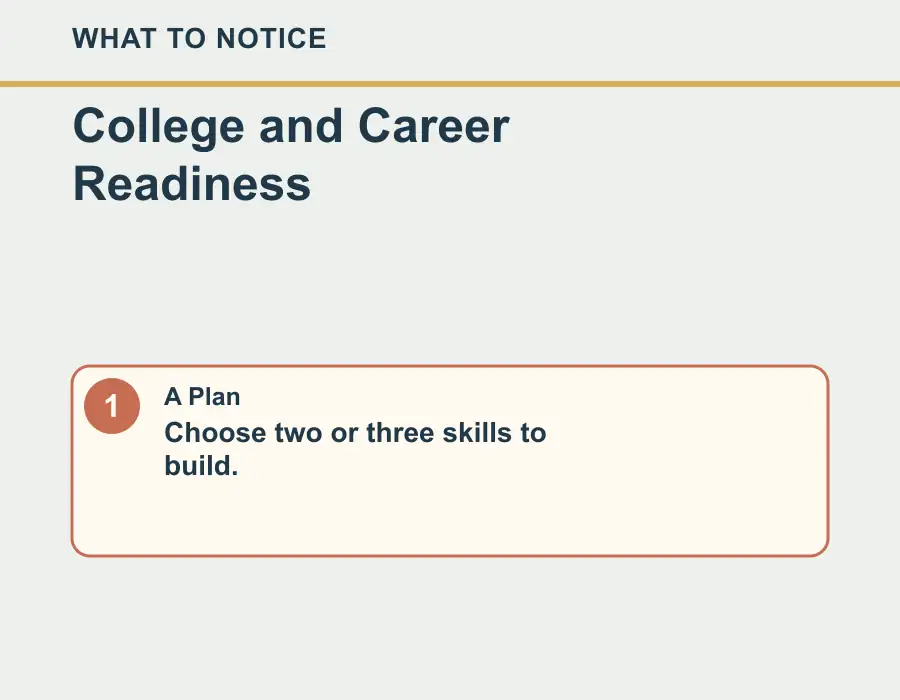 WHAT TO NOTICE
College and Career
Readiness
1
A Plan
Choose two or three skills to
build.